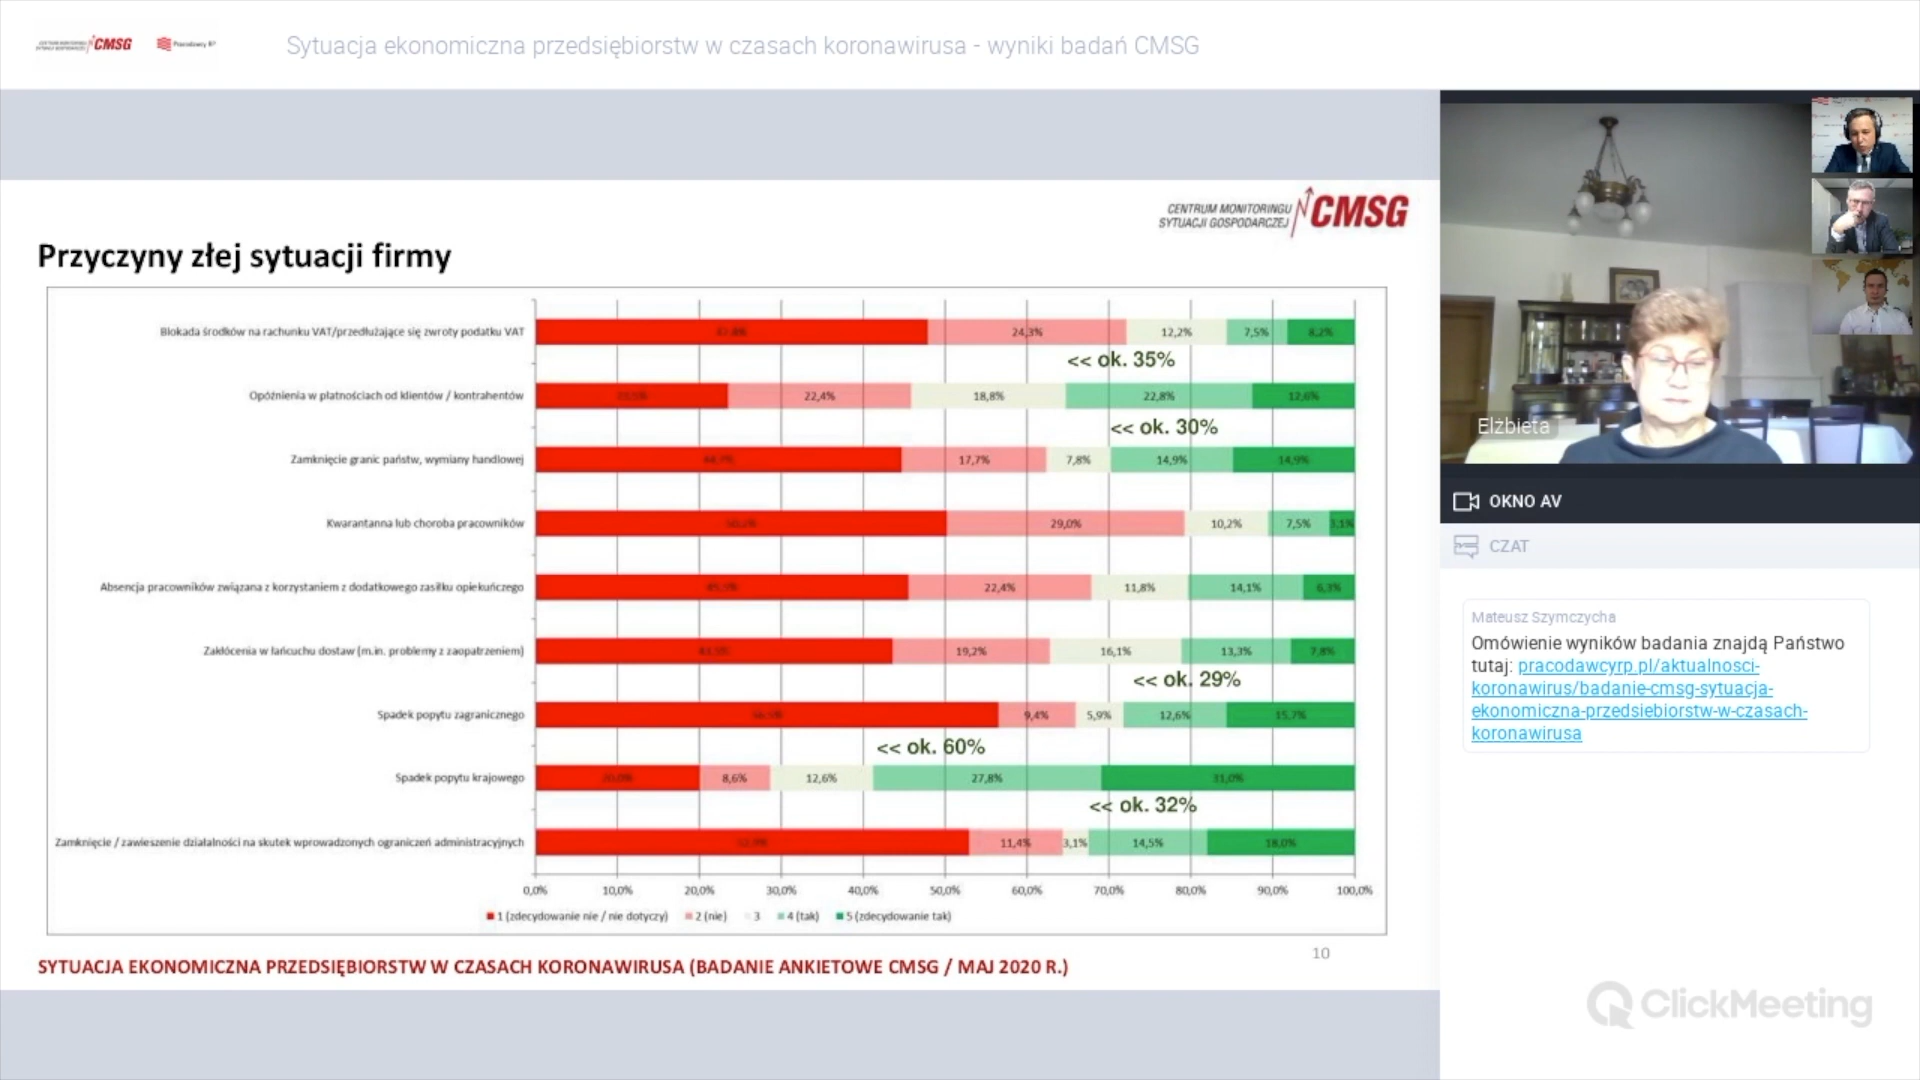 CMSG
Pracodawcy RP
Sytuacja ekonomiczna przedsiębiorstw w czasach koronawirusa - wyniki badań CMSG
CENTRUM MONITORINGU
SYTUACJI GOSPODARCZEJ
CMSG
Przyczyny złej sytuacji firmy
Blokada środków na rachunku VAT/przedłużające się zwroty podatku VAT
24,3% 12,2% 7,5% 8,2%
<< ok. 35%
Opóźnienia w płatnościach od klientów / kontrahentów
22,4% 18,8% 22,8% 12,6%
<< ok. 30%
Zamknięcie granic państw, wymiany handlowej
17,7% 7,8% 14,9% 14,9%
Kwarantanna lub choroba pracowników
29,0% 10,2% 7,5% 3,1%
Absencja pracowników związana z korzystaniem z dodatkowego zasiłku opiekuńczego
22,4% 11,8% 14,1% 6,3%
Zakłócenia w łańcuchu dostaw (m.in. problemy z zaopatrzeniem)
19,2% 16,1% 13,3% 7,8%
<< ok. 29%
Spadek popytu zagranicznego
9,4% 5,9% 12,6% 15,7%
<< ok. 60%
Spadek popytu krajowego
20,0% 8,6% 12,6% 27,8% 31,0%
<< ok. 32%
Zamknięcie / zawieszenie działalności na skutek wprowadzonych ograniczeń administracyjnych
11,4% 3,1% 14,5% 18,0%
0,0% 10,0% 20,0% 30,0% 40,0% 50,0% 60,0% 70,0% 80,0% 90,0% 100,0%
1 (zdecydowanie nie / nie dotyczy) 2 (nie) 3 4 (tak) 5 (zdecydowanie tak)
10
SYTUACJA EKONOMICZNA PRZEDSIĘBIORSTW W CZASACH KORONAWIRUSA (BADANIE ANKIETOWE CMSG / MAJ 2020 R.)
Elżbieta
OKNO AV
CZAT
Mateusz Szymczycha
Omówienie wyników badania znajdą Państwo
tutaj: pracodawcyrp.pl/aktualnosci-
koronawirus/badanie-cmsg-sytuacja-
ekonomiczna-przedsiebiorstw-w-czasach-
koronawirusa
ClickMeeting